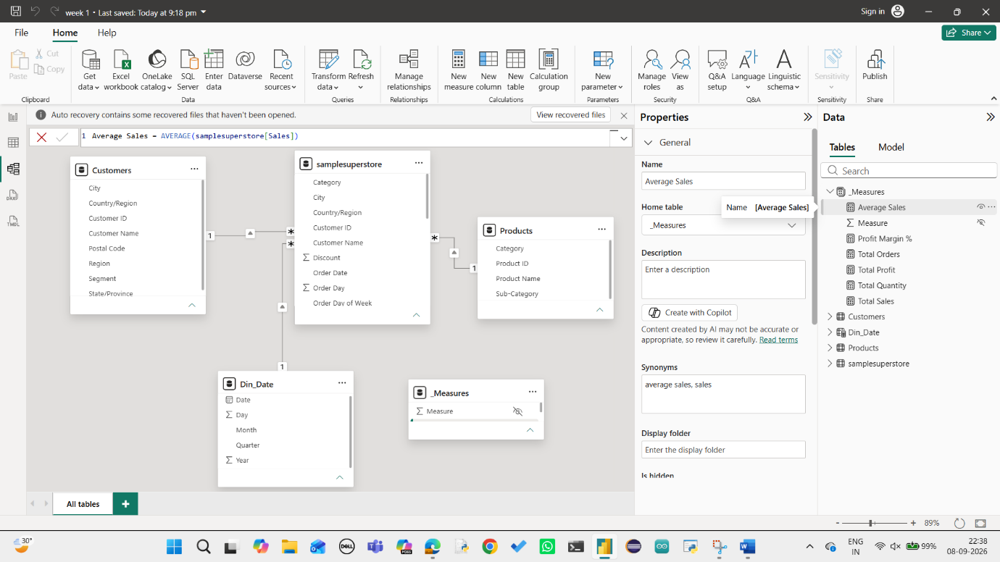 week 1 • Last saved: Today at 9:18 pm
Sign in
File
Home
Help
Share
Paste
Cut
Copy
Get data
Excel workbook
OneLake catalog
SQL Server
Enter data
Dataverse
Recent sources
Transform data
Refresh
Manage relationships
New measure
New column
New table
Calculation group
New parameter
Manage roles
View as
Q&A setup
Language
Linguistic schema
Sensitivity
Publish
Clipboard
Data
Queries
Relationships
Calculations
Parameters
Security
Q&A
Sensitivity
Share
Auto recovery contains some recovered files that haven't been opened.
View recovered files
1 Average Sales = AVERAGE(samplesuperstore[Sales])
DAX
TMDL
Customers
City
Country/Region
Customer ID
Customer Name
Postal Code
Region
Segment
State/Province
1
*
*
samplesuperstore
Category
City
Country/Region
Customer ID
Customer Name
Discount
Order Date
Order Day
Order Day of Week
*
1
Products
Category
Product ID
Product Name
Sub-Category
1
Din_Date
Date
Day
Month
Quarter
Year
_Measures
Measure
All tables
Properties
General
Name
Average Sales
Home table
_Measures
Name [Average Sales]
Description
Enter a description
Create with Copilot
Content created by AI may not be accurate or
appropriate, so review it carefully. Read terms
Synonyms
average sales, sales
Display folder
Enter the display folder
Is hidden
Data
Tables
Model
Search
_Measures
Average Sales
Measure
Profit Margin %
Total Orders
Total Profit
Total Quantity
Total Sales
Customers
Din_Date
Products
samplesuperstore
- + 89%
30°
DELL
M365
ENG
IN
99%
22:38
08-09-2026